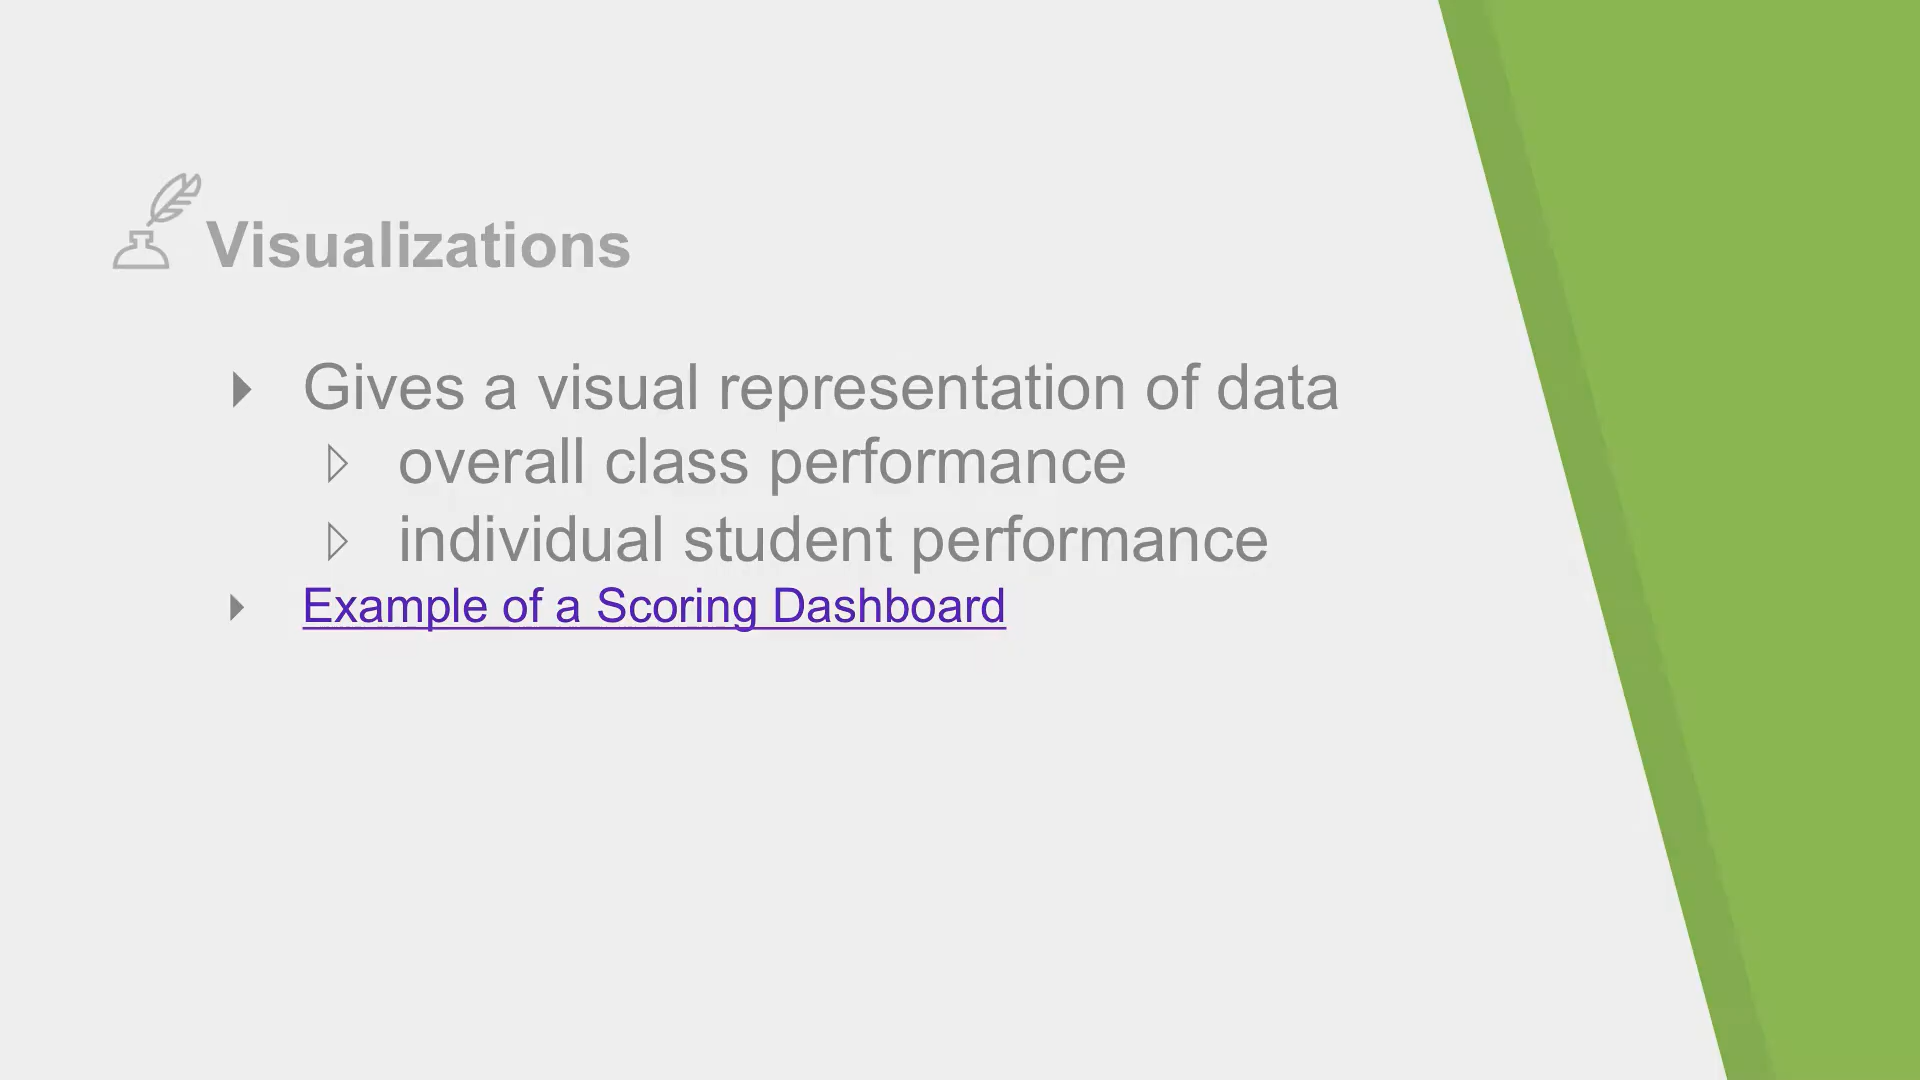 Visualizations
Gives a visual representation of data
overall class performance
individual student performance
Example of a Scoring Dashboard